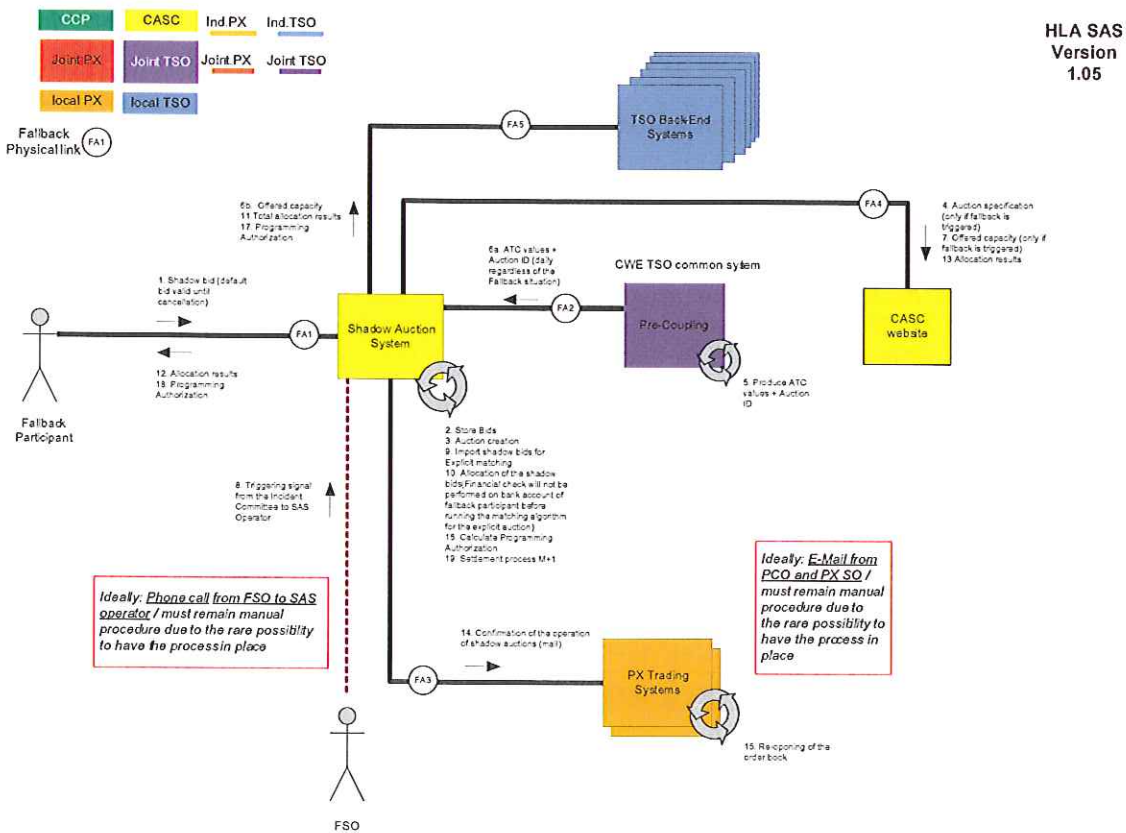 CCP
CASC
Ind.PX
Ind.TSO
Joint PX
Joint TSO
Joint.PX
Joint TSO
local PX
local TSO
Fallback
Physical link
FA1
HLA SAS
Version
1.05
FA5
TSO Back-End
Systems
6b. Offered capacity
11 Total allocation results
17. Programming
Authorization
FA4
4. Auction specification
(only if fallback is
triggered)
7. Offered capacity (only if
fallback is triggered)
13 Allocation results
6a. ATC values +
Auction ID (daily
regardless of the
Fallback situation)
CWE TSO common sytem
1. Shadow bid (default
bid valid until
cancellation)
FA1
Shadow Auction
System
FA2
Pre-Coupling
CASC
website
12. Allocation results
18. Programming
Authorization
5. Produce ATC
values + Auction
ID
Fallback
Participant
2. Store Bids
3. Auction creation
9. Import shadow bids for
Explicit matching
10. Allocation of the shadow
bids(Financial check will not be
performed on bank account of
fallback participant before
running the matching algorithm
for the explicit auction)
16. Calculate Programming
Authorization
19. Settlement process M+1
8. Triggering signal
from the Incident
Committee to SAS
Operator
Ideally: Phone call from FSO to SAS
operator / must remain manual
procedure due to the rare possiblity
to have the process in place
Ideally: E-Mail from
PCO and PX SO /
must remain manual
procedure due to
the rare possiblity to
have the process in
place
14. Confirmation of the operation
of shadow auctions (mail)
FA3
PX Trading
Systems
15. Re-opening of the
order book
FSO